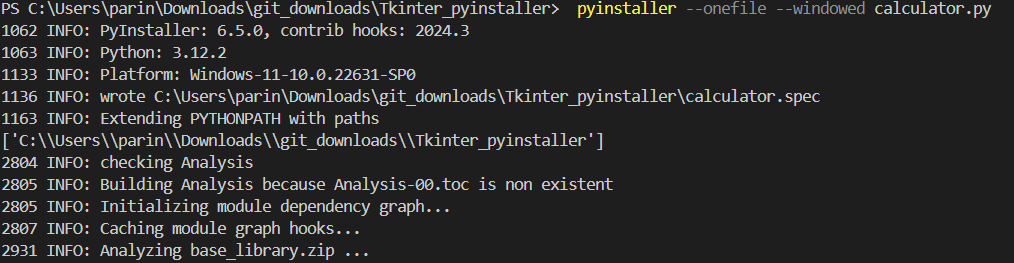 PS C:\Users\parin\Downloads\git_downloads\Tkinter_pyinstaller> pyinstaller --onefile --windowed calculator.py
1062 INFO: PyInstaller: 6.5.0, contrib hooks: 2024.3
1063 INFO: Python: 3.12.2
1133 INFO: Platform: Windows-11-10.0.22631-SP0
1136 INFO: wrote C:\Users\parin\Downloads\git_downloads\Tkinter_pyinstaller\calculator.spec
1163 INFO: Extending PYTHONPATH with paths
['C:\\Users\\parin\\Downloads\\git_downloads\\Tkinter_pyinstaller']
2804 INFO: checking Analysis
2805 INFO: Building Analysis because Analysis-00.toc is non existent
2805 INFO: Initializing module dependency graph...
2807 INFO: Caching module graph hooks...
2931 INFO: Analyzing base_library.zip ...